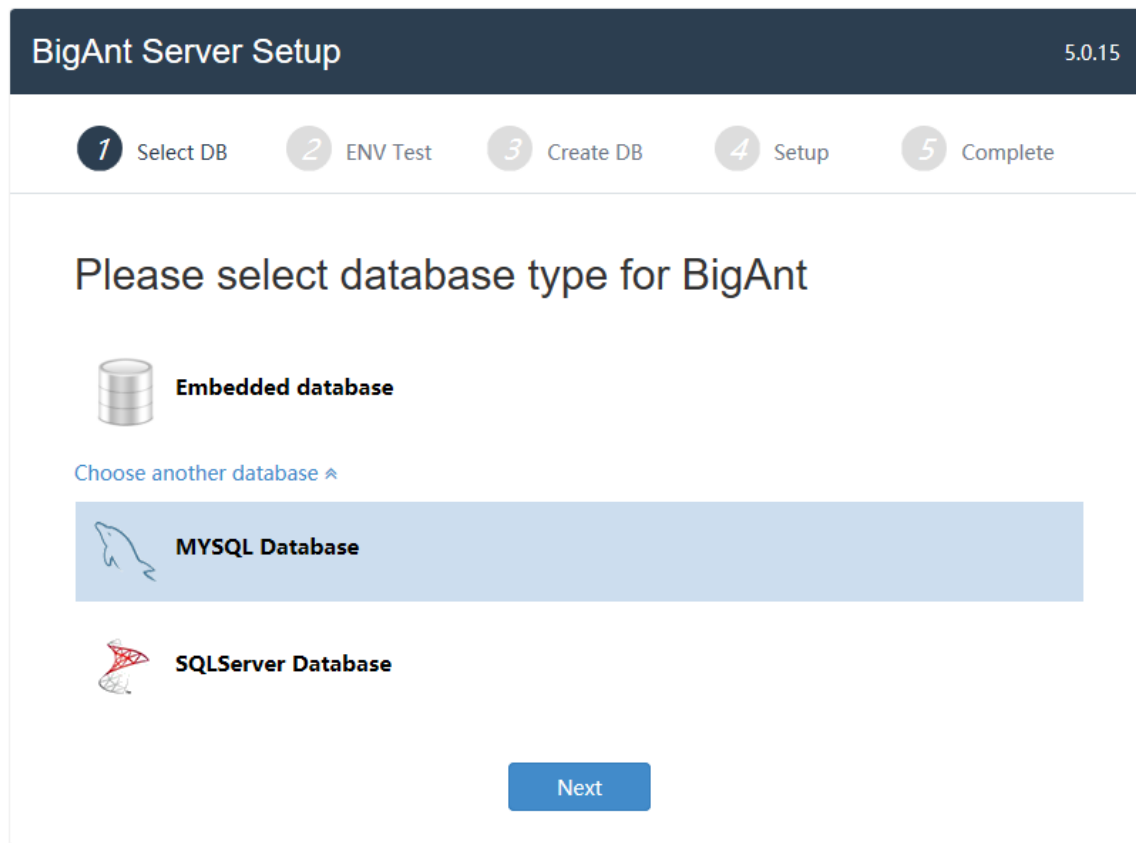 BigAnt Server Setup 5.0.15
1 Select DB 2 ENV Test 3 Create DB 4 Setup 5 Complete
Please select database type for BigAnt
Embedded database
Choose another database
MYSQL Database
SQLServer Database
Next